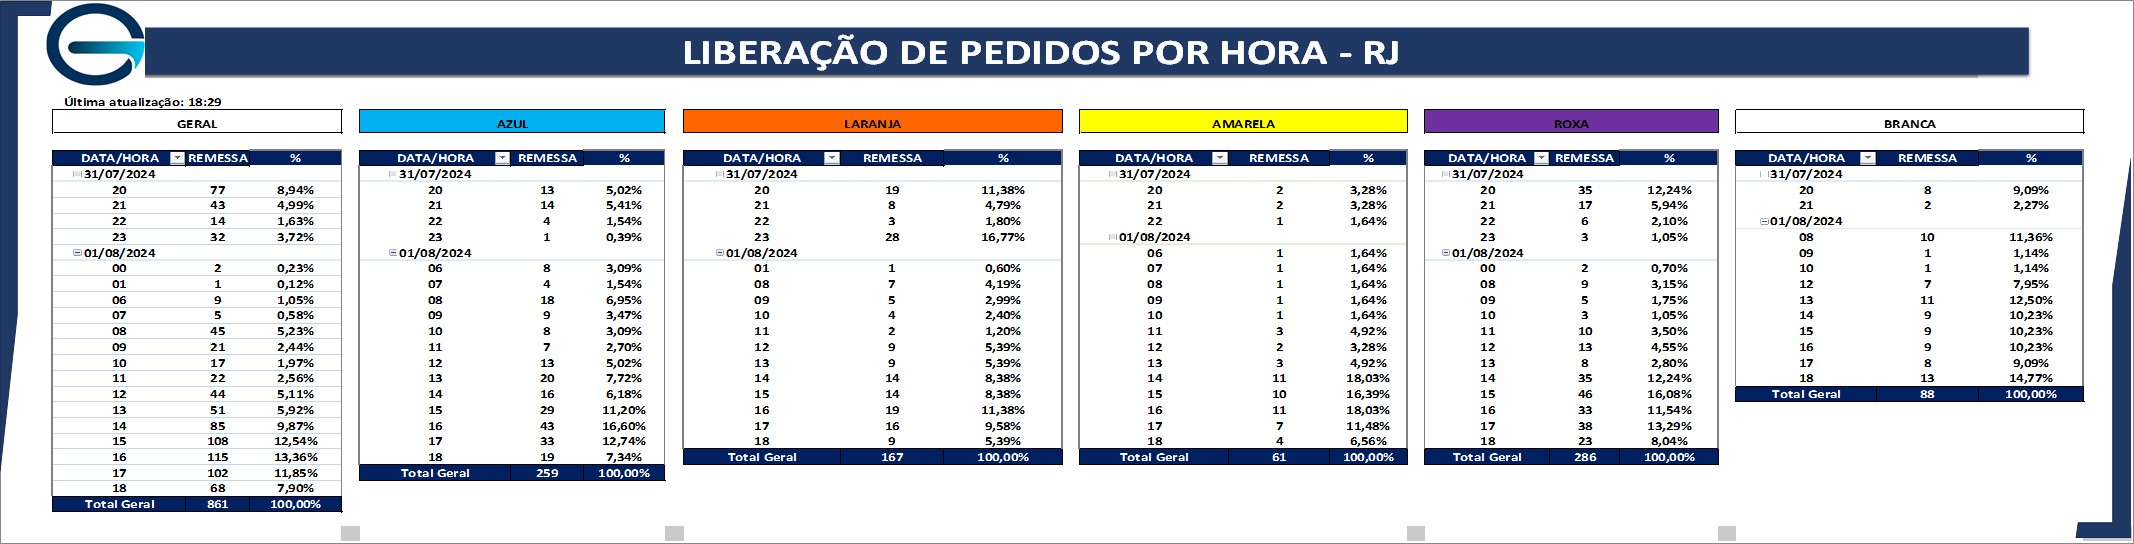 LIBERAÇÃO DE PEDIDOS POR HORA - RJ
Última atualização: 18:29
GERAL
DATA/HORA REMESSA %
31/07/2024
20 77 8,94%
21 43 4,99%
22 14 1,63%
23 32 3,72%
01/08/2024
00 2 0,23%
01 1 0,12%
06 9 1,05%
07 5 0,58%
08 45 5,23%
09 21 2,44%
10 17 1,97%
11 22 2,56%
12 44 5,11%
13 51 5,92%
14 85 9,87%
15 108 12,54%
16 115 13,36%
17 102 11,85%
18 68 7,90%
Total Geral 861 100,00%
AZUL
DATA/HORA REMESSA %
31/07/2024
20 13 5,02%
21 14 5,41%
22 4 1,54%
23 1 0,39%
01/08/2024
06 8 3,09%
07 4 1,54%
08 18 6,95%
09 9 3,47%
10 8 3,09%
11 7 2,70%
12 13 5,02%
13 20 7,72%
14 16 6,18%
15 29 11,20%
16 43 16,60%
17 33 12,74%
18 19 7,34%
Total Geral 259 100,00%
LARANJA
DATA/HORA REMESSA %
31/07/2024
20 19 11,38%
21 8 4,79%
22 3 1,80%
23 28 16,77%
01/08/2024
01 1 0,60%
08 7 4,19%
09 5 2,99%
10 4 2,40%
11 2 1,20%
12 9 5,39%
13 9 5,39%
14 14 8,38%
15 14 8,38%
16 19 11,38%
17 16 9,58%
18 9 5,39%
Total Geral 167 100,00%
AMARELA
DATA/HORA REMESSA %
31/07/2024
20 2 3,28%
21 2 3,28%
22 1 1,64%
01/08/2024
06 1 1,64%
07 1 1,64%
08 1 1,64%
09 1 1,64%
10 1 1,64%
11 3 4,92%
12 2 3,28%
13 3 4,92%
14 11 18,03%
15 10 16,39%
16 11 18,03%
17 7 11,48%
18 4 6,56%
Total Geral 61 100,00%
ROXA
DATA/HORA REMESSA %
31/07/2024
20 35 12,24%
21 17 5,94%
22 6 2,10%
23 3 1,05%
01/08/2024
00 2 0,70%
08 9 3,15%
09 5 1,75%
10 3 1,05%
11 10 3,50%
12 13 4,55%
13 8 2,80%
14 35 12,24%
15 46 16,08%
16 33 11,54%
17 38 13,29%
18 23 8,04%
Total Geral 286 100,00%
BRANCA
DATA/HORA REMESSA %
31/07/2024
20 8 9,09%
21 2 2,27%
01/08/2024
08 10 11,36%
09 1 1,14%
10 1 1,14%
12 7 7,95%
13 11 12,50%
14 9 10,23%
15 9 10,23%
16 9 10,23%
17 8 9,09%
18 13 14,77%
Total Geral 88 100,00%